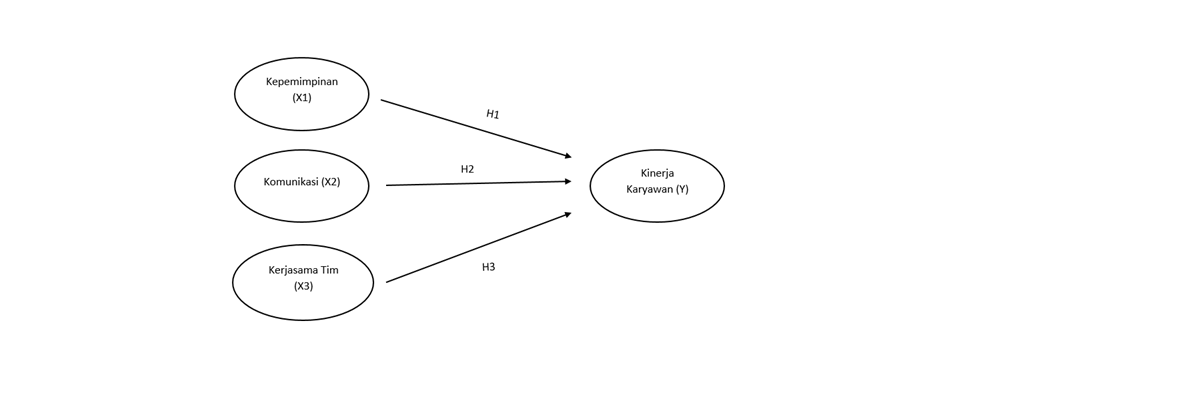 Kepemimpinan
(X1)
H1
Komunikasi (X2)
H2
Kinerja
Karyawan (Y)
Kerjasama Tim
(X3)
H3